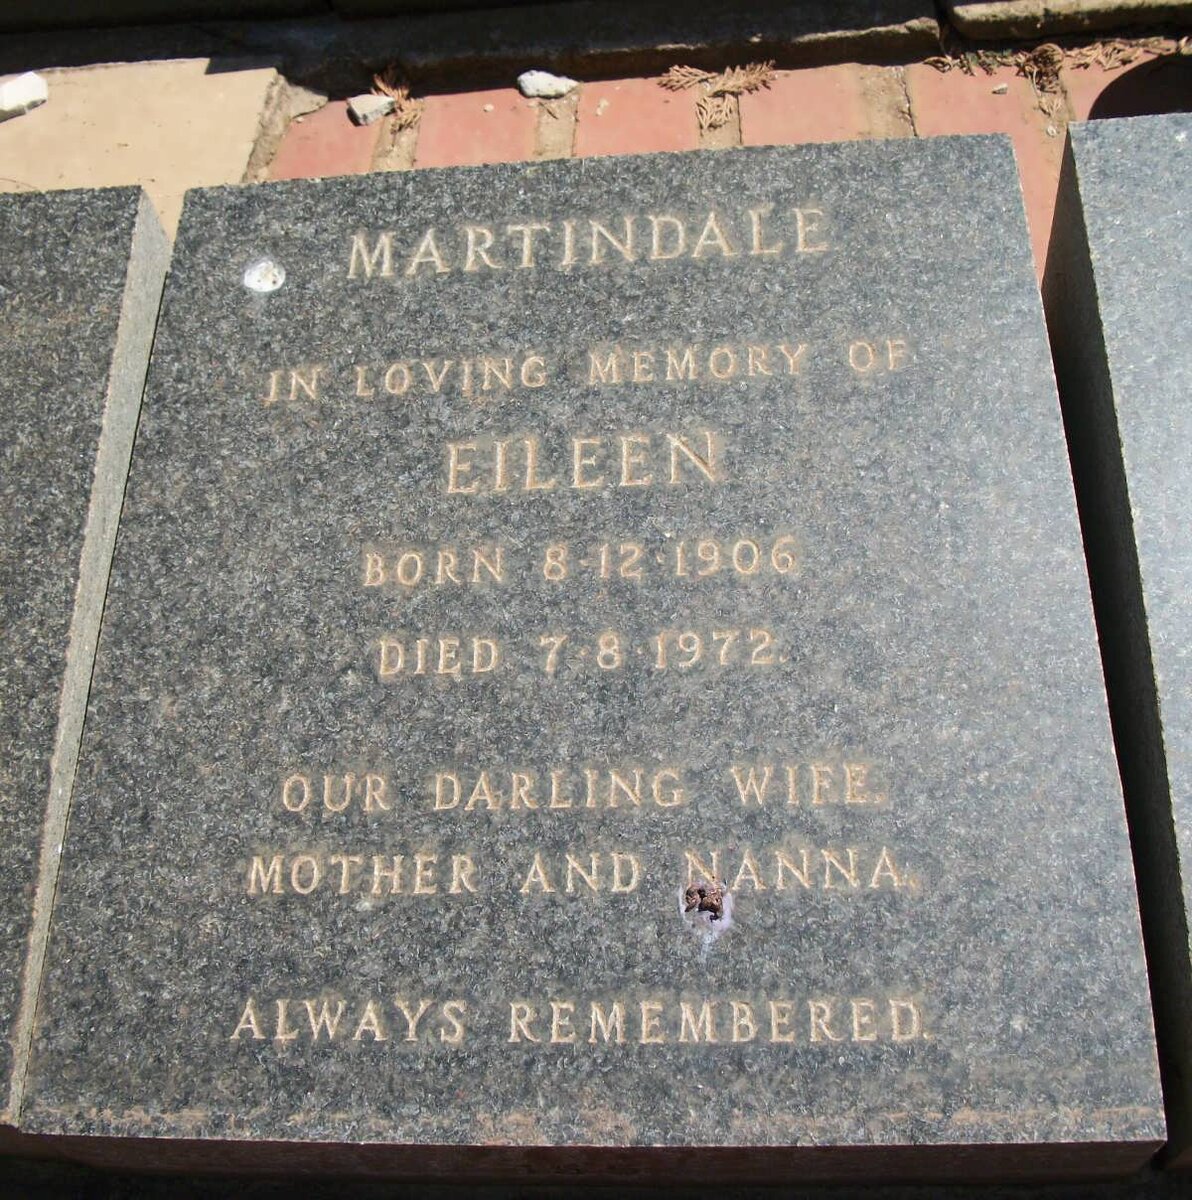 MARTINDALE
IN LOVING MEMORY OF
EILEEN
BORN 8·12·1906
DIED 7·8·1972.
OUR DARLING WIFE,
MOTHER AND NANNA.
ALWAYS REMEMBERED.